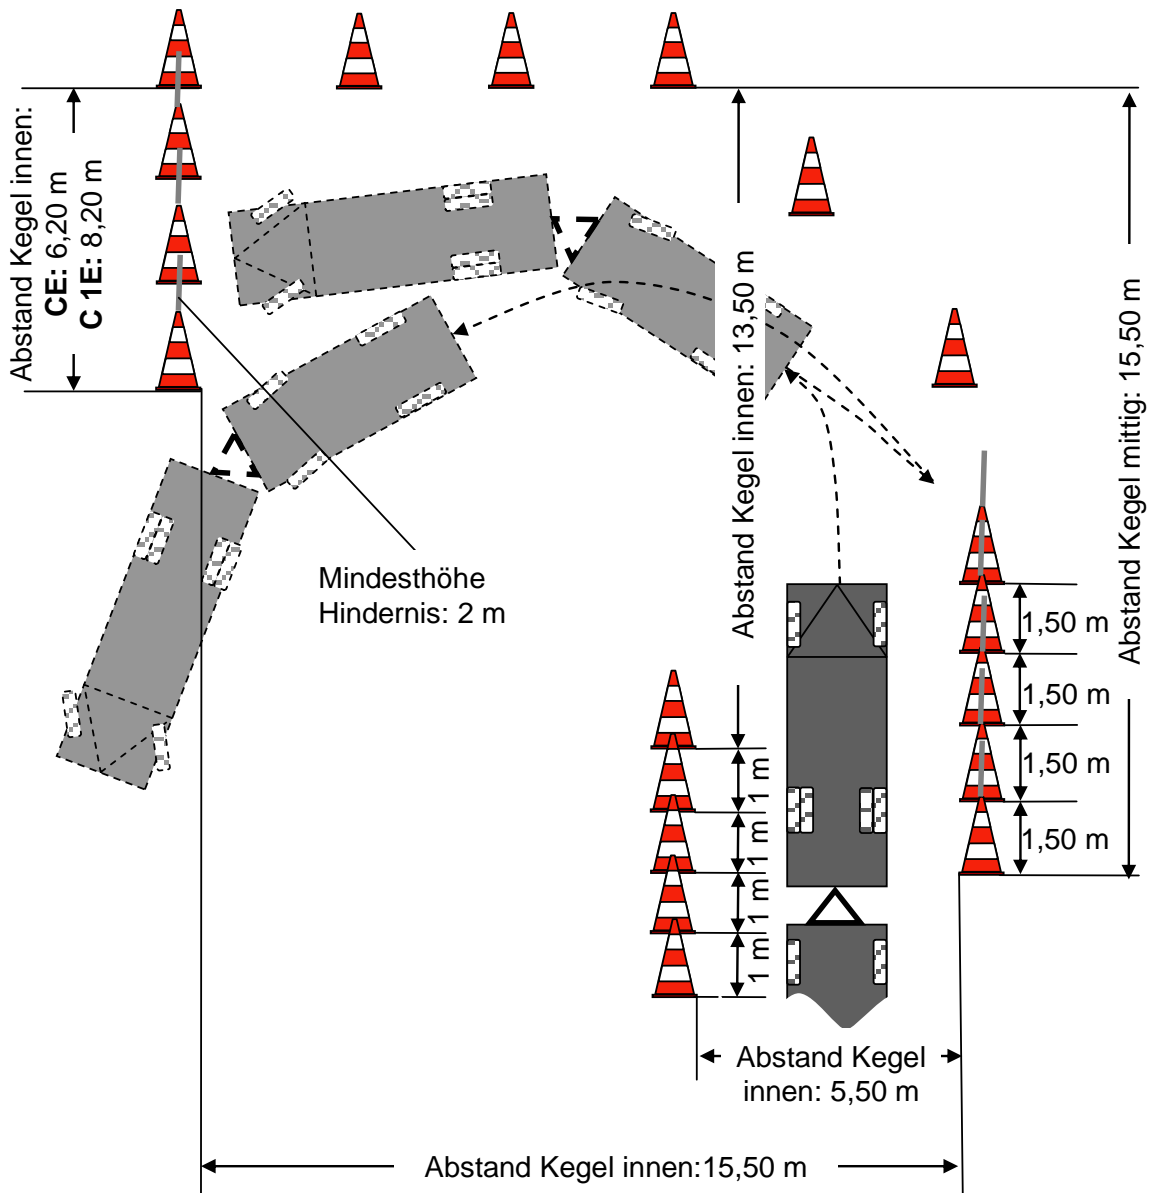 Abstand Kegel innen:
CE: 6,20 m
C 1E: 8,20 m
Abstand Kegel innen: 13,50 m
Abstand Kegel mittig: 15,50 m
Mindesthöhe
Hindernis: 2 m
1,50 m
1,50 m
1,50 m
1,50 m
1 m
1 m
1 m
1 m
Abstand Kegel
innen: 5,50 m
Abstand Kegel innen:15,50 m